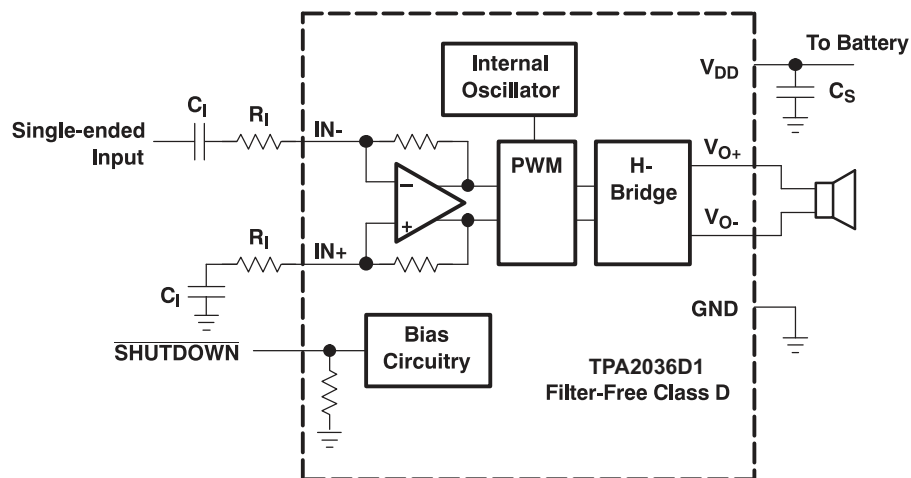 Internal
Oscillator
To Battery
VDD
CS
CI
RI
IN-
Single-ended
Input
PWM
H-
Bridge
VO+
VO-
−
+
RI
IN+
CI
GND
SHUTDOWN
Bias
Circuitry
TPA2036D1
Filter-Free Class D